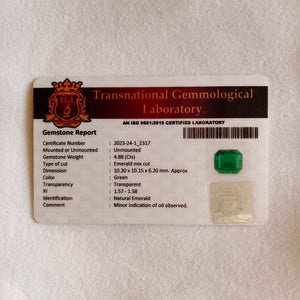 TGL
Transnational Gemmological
Laboratory
AN ISO 9001:2015 CERTIFIED LABORATORY
Gemstone Report
Certificate Number : 2023-24-1_2317
Mounted or Unmounted : Unmounted
Gemstone Weight : 4.88 (Cts)
Type of cut : Emerald mix cut
Dimension : 10.30 x 10.15 x 6.20 mm. Approx
Color : Green
Transparency : Transparent
RI : 1.57 - 1.58
Identification : Natural Emerald
Comment : Minor indication of oil observed.